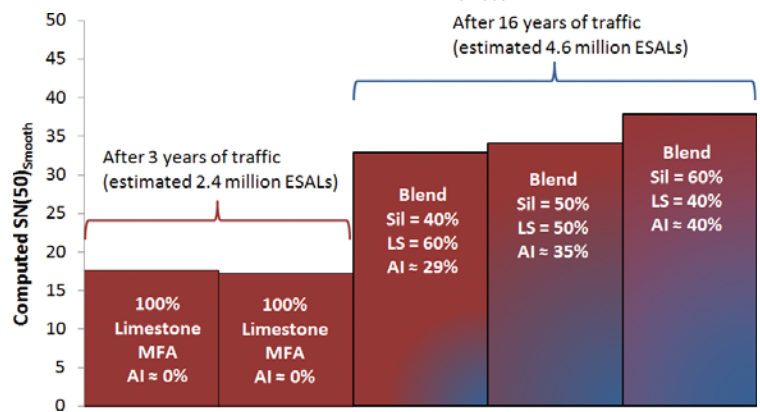 After 16 years of traffic
(estimated 4.6 million ESALs)
After 3 years of traffic
(estimated 2.4 million ESALs)
Computed SN(50)Smooth
50
45
40
35
30
25
20
15
10
5
0
100%
Limestone
MFA
AI ≈ 0%
100%
Limestone
MFA
AI ≈ 0%
Blend
Sil = 40%
LS = 60%
AI ≈ 29%
Blend
Sil = 50%
LS = 50%
AI ≈ 35%
Blend
Sil = 60%
LS = 40%
AI ≈ 40%